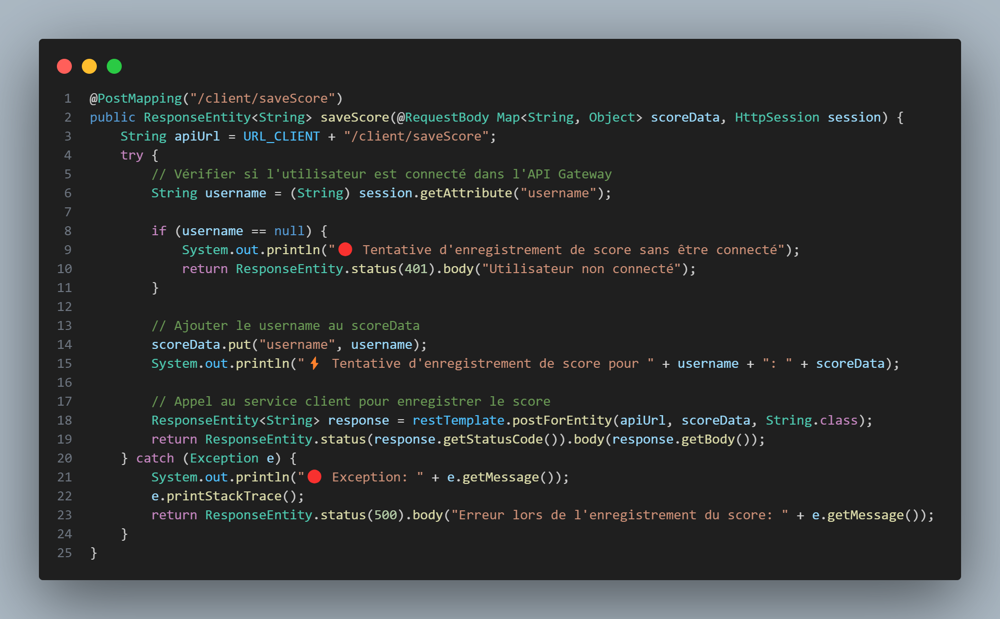 1 @PostMapping("/client/saveScore")
2 public ResponseEntity<String> saveScore(@RequestBody Map<String, Object> scoreData, HttpSession session) {
3     String apiUrl = URL_CLIENT + "/client/saveScore";
4     try {
5         // Vérifier si l'utilisateur est connecté dans l'API Gateway
6         String username = (String) session.getAttribute("username");
7
8         if (username == null) {
9             System.out.println("🔴 Tentative d'enregistrement de score sans être connecté");
10             return ResponseEntity.status(401).body("Utilisateur non connecté");
11         }
12
13         // Ajouter le username au scoreData
14         scoreData.put("username", username);
15         System.out.println("⚡ Tentative d'enregistrement de score pour " + username + ": " + scoreData);
16
17         // Appel au service client pour enregistrer le score
18         ResponseEntity<String> response = restTemplate.postForEntity(apiUrl, scoreData, String.class);
19         return ResponseEntity.status(response.getStatusCode()).body(response.getBody());
20     } catch (Exception e) {
21         System.out.println("🔴 Exception: " + e.getMessage());
22         e.printStackTrace();
23         return ResponseEntity.status(500).body("Erreur lors de l'enregistrement du score: " + e.getMessage());
24     }
25 }